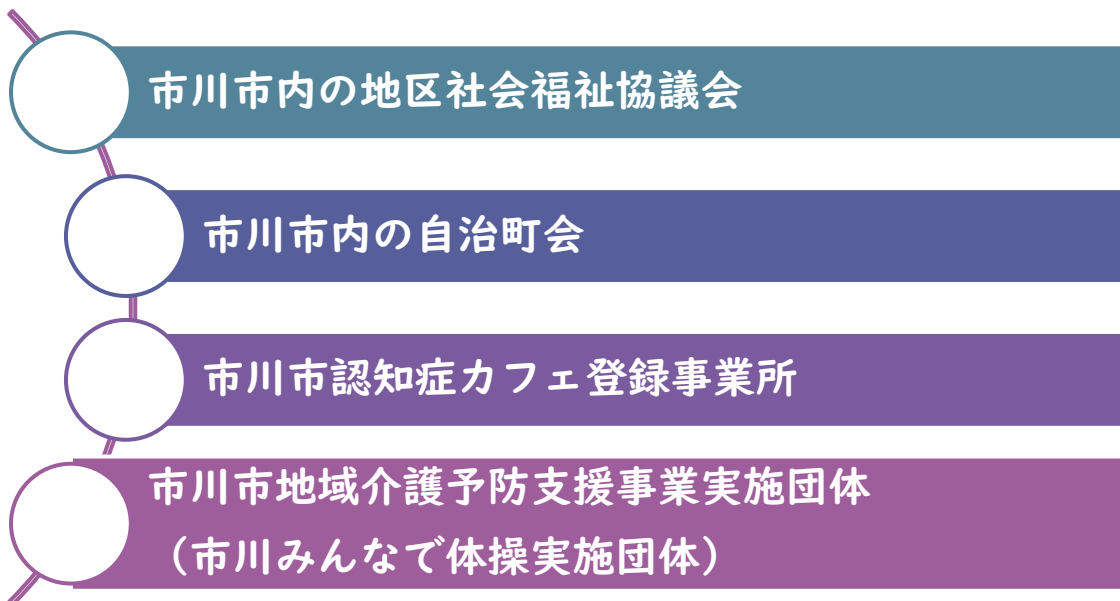 市川市内の地区社会福祉協議会
市川市内の自治町会
市川市認知症カフェ登録事業所
市川市地域介護予防支援事業実施団体
（市川みんなで体操実施団体）